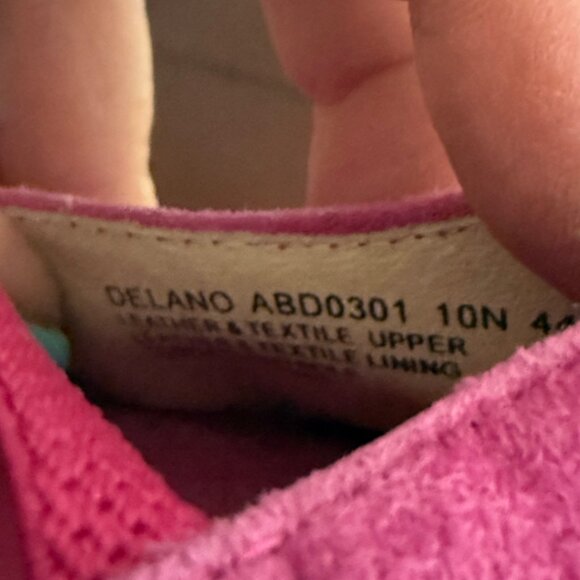 DELANO ABD0301 10N
LEATHER & TEXTILE UPPER
& TEXTILE LINING